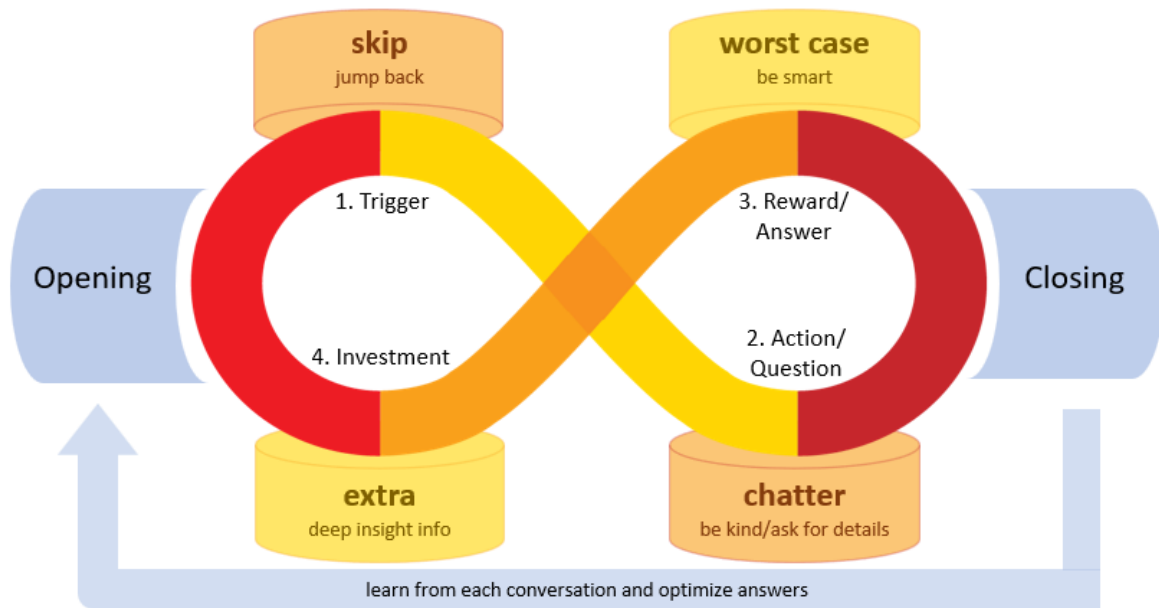 skip
jump back
worst case
be smart
1. Trigger
3. Reward/
Answer
Opening
Closing
4. Investment
2. Action/
Question
extra
deep insight info
chatter
be kind/ask for details
learn from each conversation and optimize answers